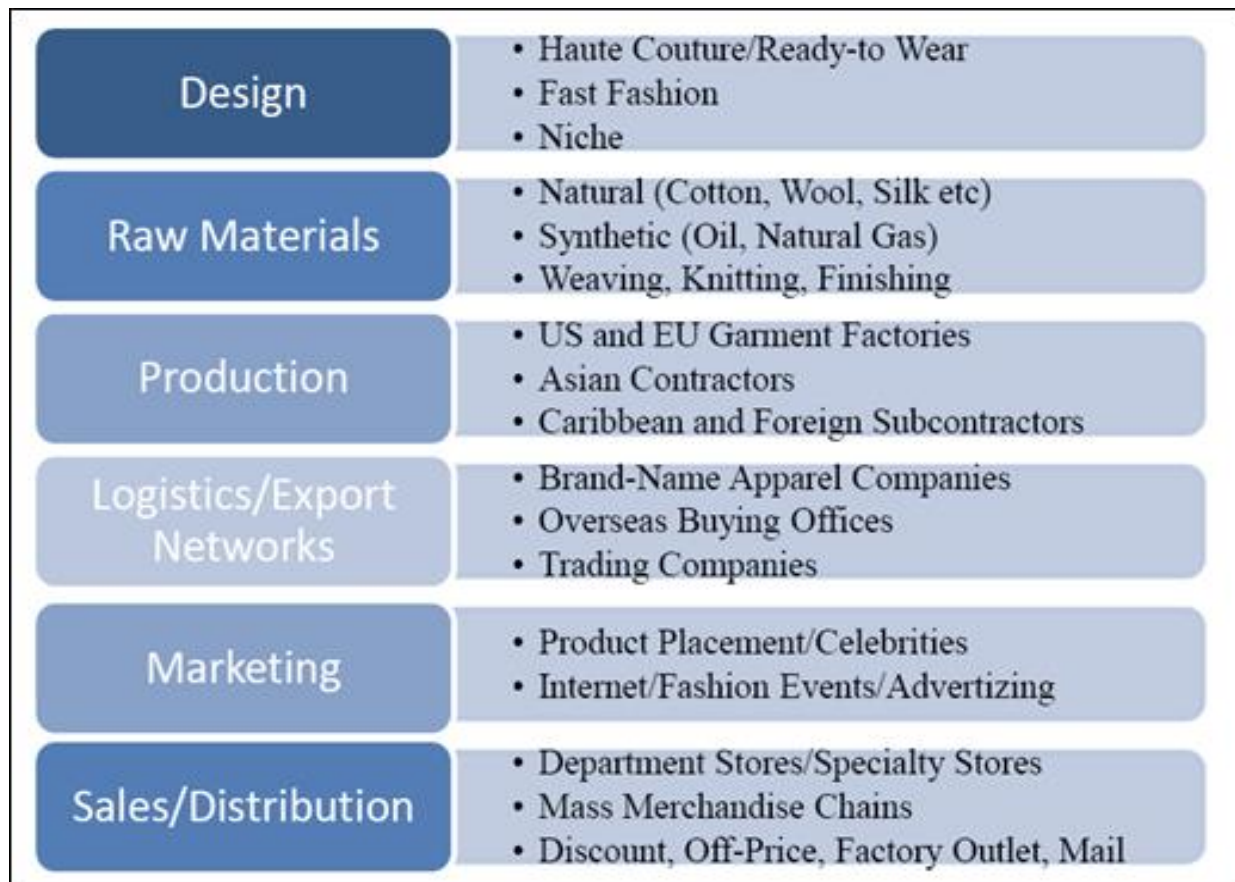 Design
• Haute Couture/Ready-to Wear
• Fast Fashion
• Niche
Raw Materials
• Natural (Cotton, Wool, Silk etc)
• Synthetic (Oil, Natural Gas)
• Weaving, Knitting, Finishing
Production
• US and EU Garment Factories
• Asian Contractors
• Caribbean and Foreign Subcontractors
Logistics/Export
Networks
• Brand-Name Apparel Companies
• Overseas Buying Offices
• Trading Companies
Marketing
• Product Placement/Celebrities
• Internet/Fashion Events/Advertizing
Sales/Distribution
• Department Stores/Specialty Stores
• Mass Merchandise Chains
• Discount, Off-Price, Factory Outlet, Mail